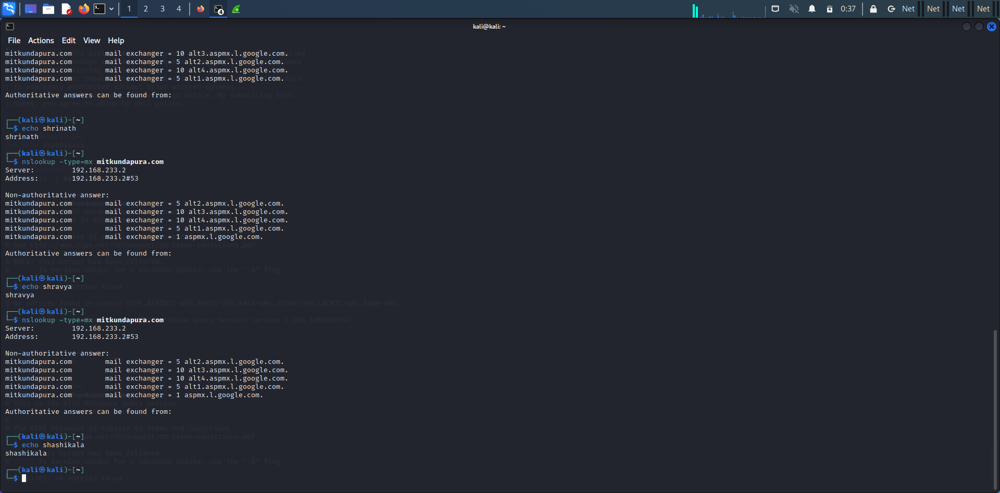 1 2 3 4 4 0:37 Net Net Net Net
kali@kali: ~
File Actions Edit View Help
mitkundapura.com mail exchanger = 10 alt3.aspmx.l.google.com.
mitkundapura.com mail exchanger = 5 alt2.aspmx.l.google.com.
mitkundapura.com mail exchanger = 10 alt4.aspmx.l.google.com.
mitkundapura.com mail exchanger = 5 alt1.aspmx.l.google.com.
Authoritative answers can be found from:
┌──(kali㉿kali)-[~]
└─$ echo shrinath
shrinath
┌──(kali㉿kali)-[~]
└─$ nslookup -type=mx mitkundapura.com
Server: 192.168.233.2
Address: 192.168.233.2#53
Non-authoritative answer:
mitkundapura.com mail exchanger = 5 alt2.aspmx.l.google.com.
mitkundapura.com mail exchanger = 10 alt3.aspmx.l.google.com.
mitkundapura.com mail exchanger = 10 alt4.aspmx.l.google.com.
mitkundapura.com mail exchanger = 5 alt1.aspmx.l.google.com.
mitkundapura.com mail exchanger = 1 aspmx.l.google.com.
Authoritative answers can be found from:
┌──(kali㉿kali)-[~]
└─$ echo shravya
shravya
┌──(kali㉿kali)-[~]
└─$ nslookup -type=mx mitkundapura.com
Server: 192.168.233.2
Address: 192.168.233.2#53
Non-authoritative answer:
mitkundapura.com mail exchanger = 5 alt2.aspmx.l.google.com.
mitkundapura.com mail exchanger = 10 alt3.aspmx.l.google.com.
mitkundapura.com mail exchanger = 10 alt4.aspmx.l.google.com.
mitkundapura.com mail exchanger = 5 alt1.aspmx.l.google.com.
mitkundapura.com mail exchanger = 1 aspmx.l.google.com.
Authoritative answers can be found from:
┌──(kali㉿kali)-[~]
└─$ echo shashikala
shashikala
┌──(kali㉿kali)-[~]
└─$